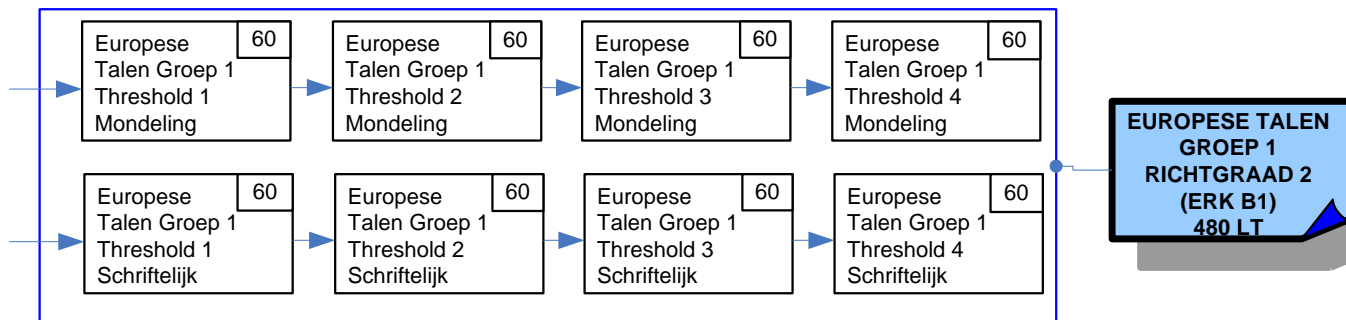 Europese
Talen Groep 1
Threshold 1
Mondeling
60
Europese
Talen Groep 1
Threshold 2
Mondeling
60
Europese
Talen Groep 1
Threshold 3
Mondeling
60
Europese
Talen Groep 1
Threshold 4
Mondeling
60
Europese
Talen Groep 1
Threshold 1
Schriftelijk
60
Europese
Talen Groep 1
Threshold 2
Schriftelijk
60
Europese
Talen Groep 1
Threshold 3
Schriftelijk
60
Europese
Talen Groep 1
Threshold 4
Schriftelijk
60
EUROPESE TALEN
GROEP 1
RICHTGRAAD 2
(ERK B1)
480 LT